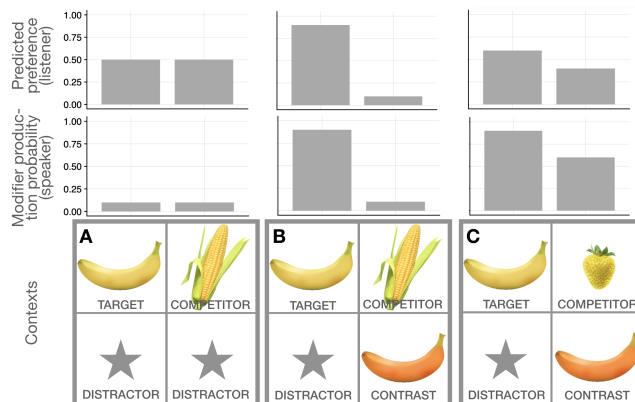 Predicted
preference
(listener)
1.00
0.75
0.50
0.25
0.00
Modifier produc-
tion probability
(speaker)
1.00
0.75
0.50
0.25
0.00
Contexts
A
TARGET
COMPETITOR
DISTRACTOR
DISTRACTOR
B
TARGET
COMPETITOR
DISTRACTOR
CONTRAST
C
TARGET
COMPETITOR
DISTRACTOR
CONTRAST